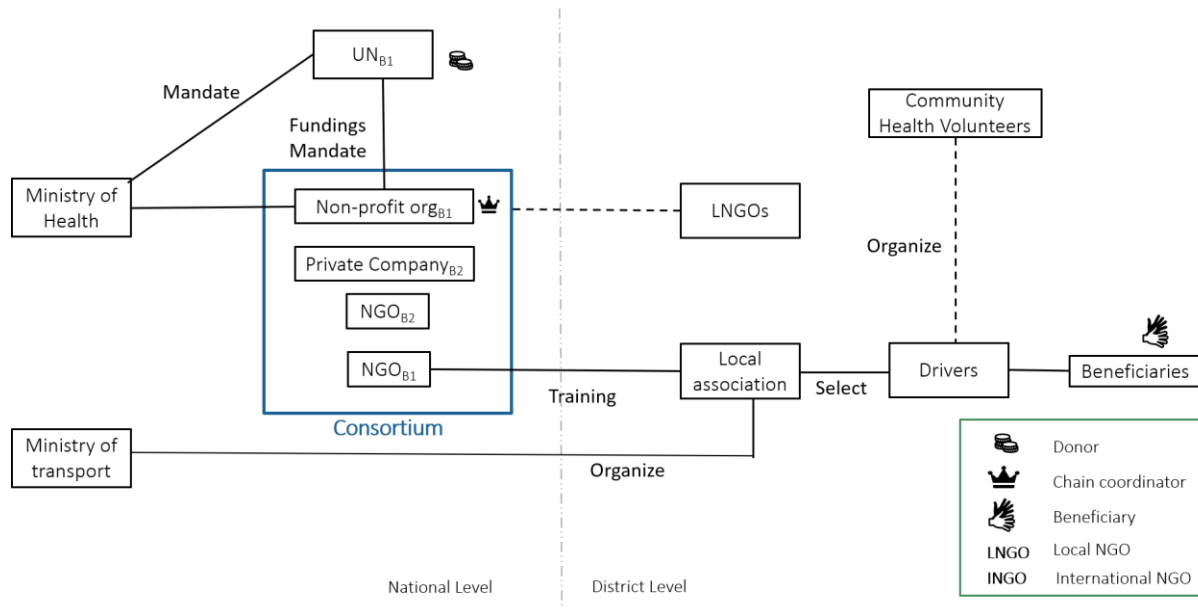 UNB1
Mandate
Fundings
Mandate
Community
Health Volunteers
Ministry of
Health
Non-profit orgB1
LNGOs
Organize
Private CompanyB2
NGOB2
NGOB1
Training
Local
association
Select
Drivers
Beneficiaries
Consortium
Ministry of
transport
Organize
Donor
Chain coordinator
Beneficiary
LNGO Local NGO
INGO International NGO
National Level
District Level